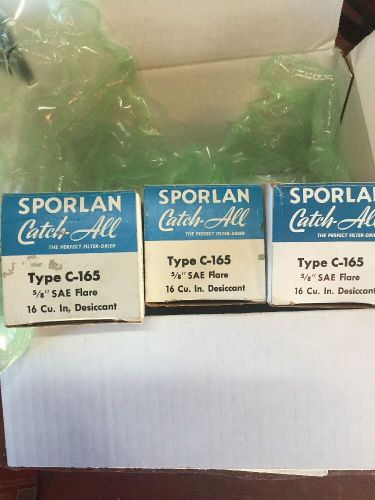 SPORLAN
Catch-All
THE PERFECT FILTER-DRIER
Type C-165
5/8" SAE Flare
16 Cu. In. Desiccant
SPORLAN
Catch-All
THE PERFECT FILTER-DRIER
Type C-165
5/8" SAE Flare
16 Cu. In. Desiccant
SPORLAN
Catch-All
THE PERFECT FILTER-DRIER
Type C-165
5/8" SAE Flare
16 Cu. In. Desiccant